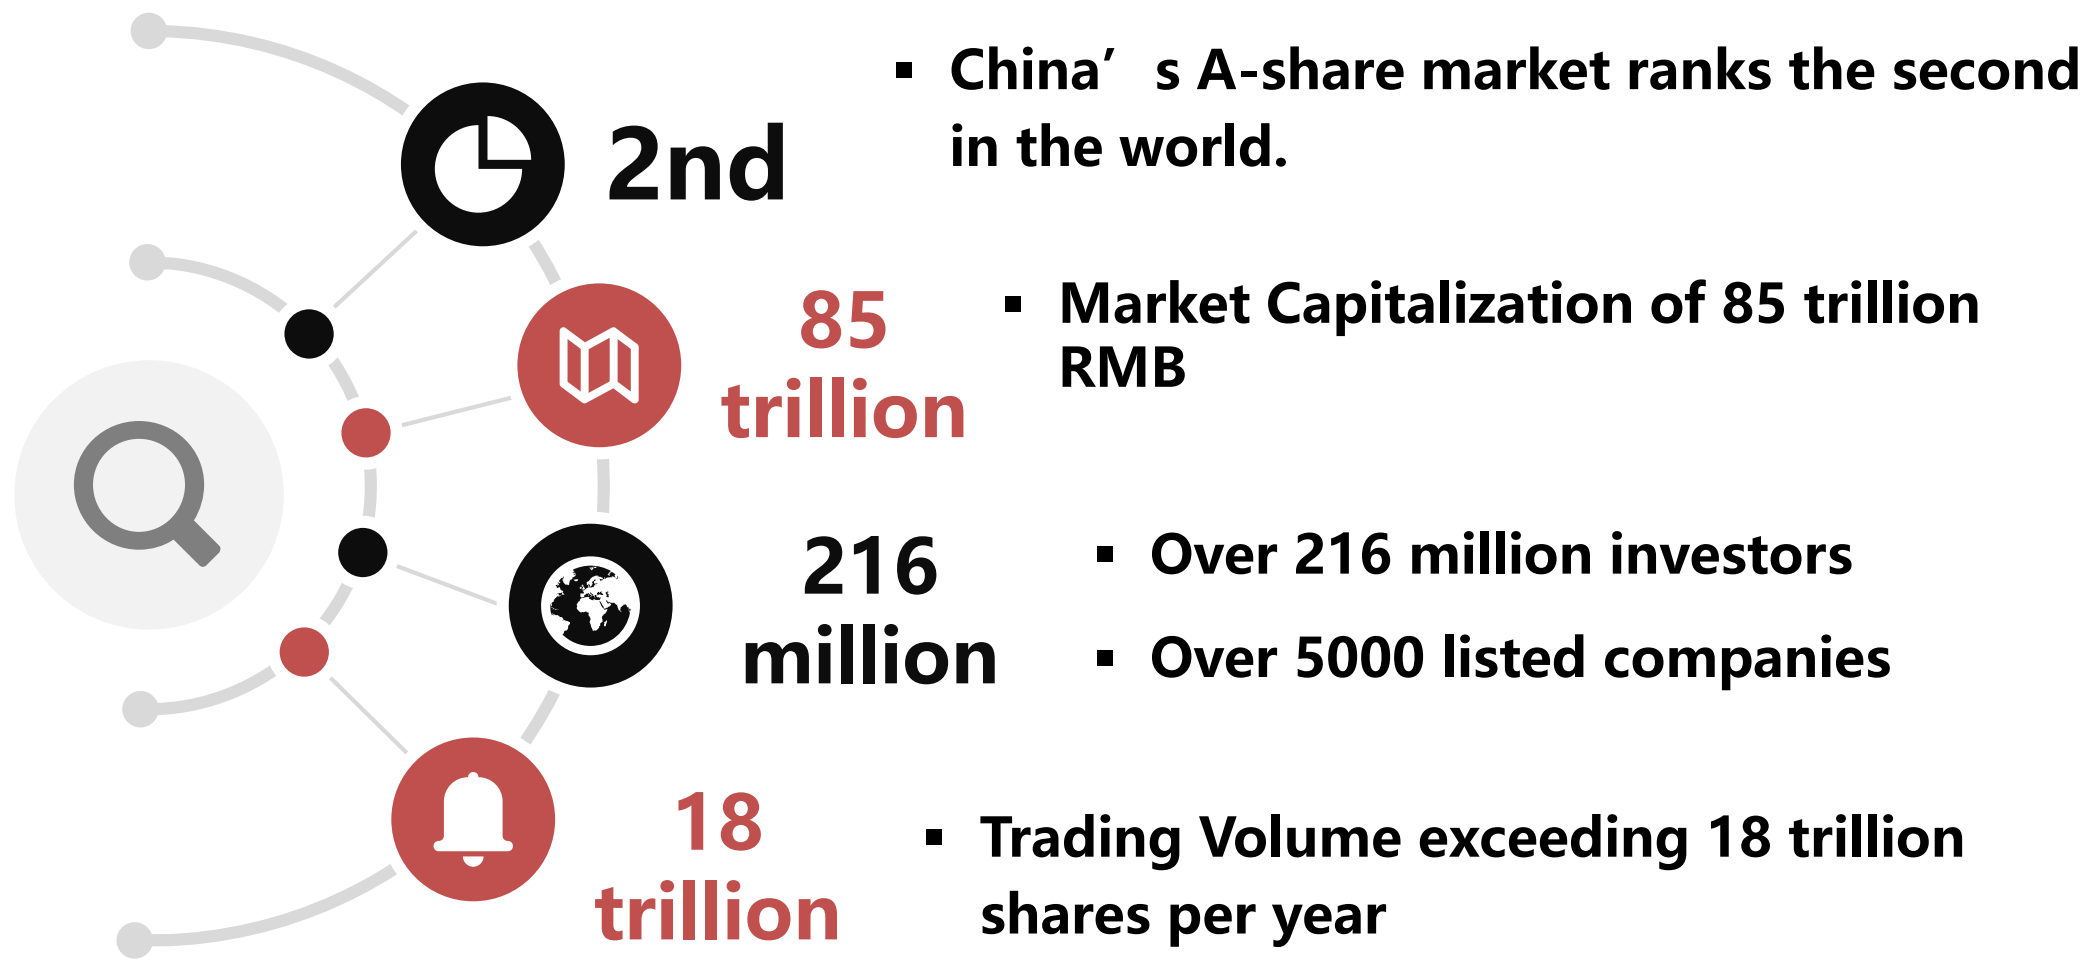 2nd
▪ China’ s A-share market ranks the second
in the world.
85
trillion
▪ Market Capitalization of 85 trillion
RMB
216
million
▪ Over 216 million investors
▪ Over 5000 listed companies
18
trillion
▪ Trading Volume exceeding 18 trillion
shares per year